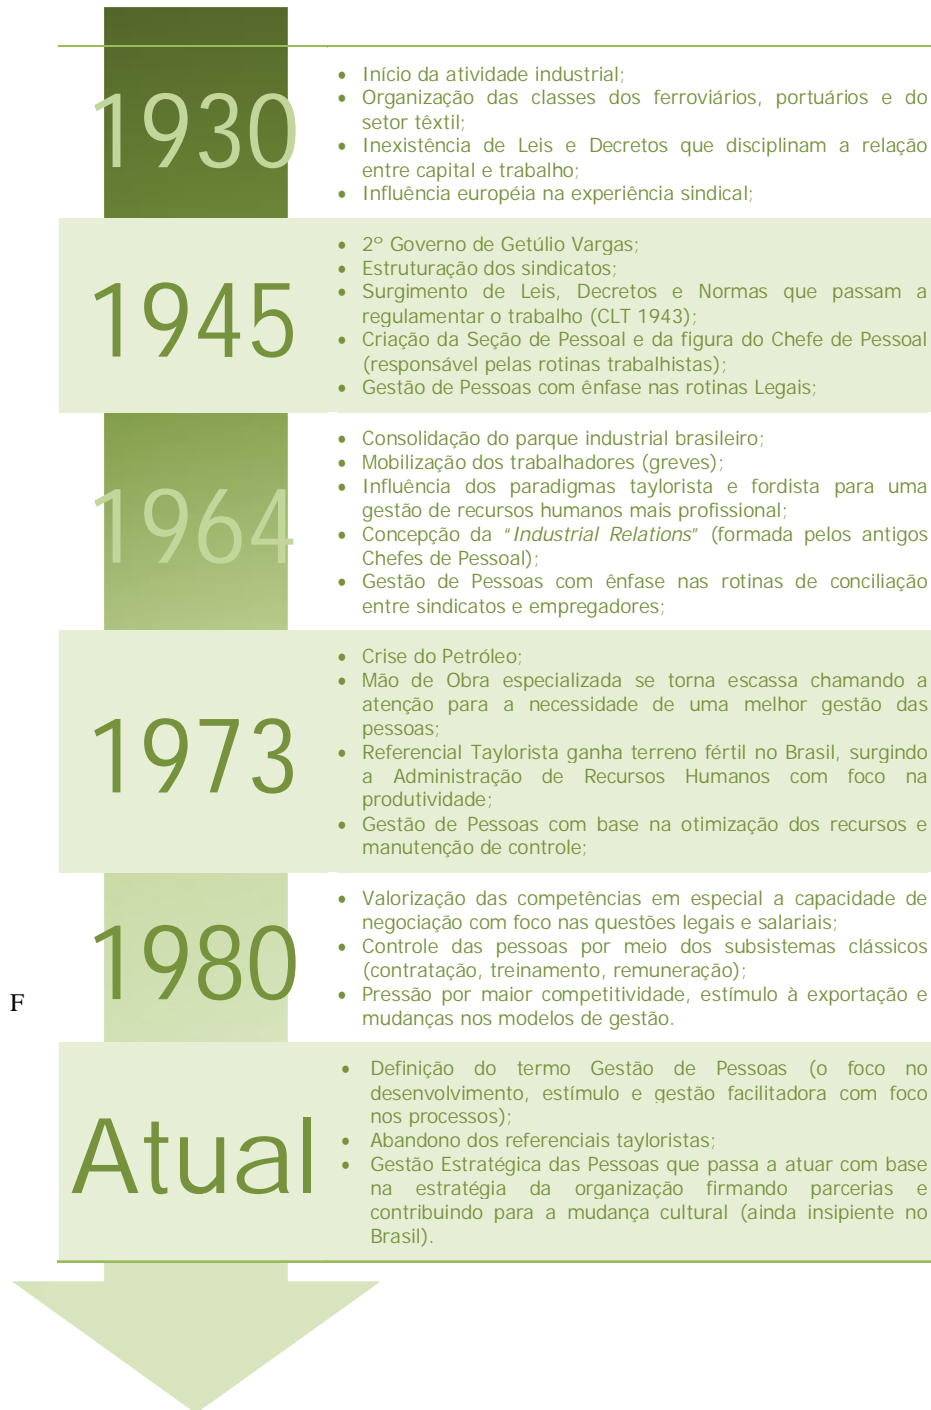 1930
• Início da atividade industrial;
• Organização das classes dos ferroviários, portuários e do
setor têxtil;
• Inexistência de Leis e Decretos que disciplinam a relação
entre capital e trabalho;
• Influência européia na experiência sindical;
1945
• 2º Governo de Getúlio Vargas;
• Estruturação dos sindicatos;
• Surgimento de Leis, Decretos e Normas que passam a
regulamentar o trabalho (CLT 1943);
• Criação da Seção de Pessoal e da figura do Chefe de Pessoal
(responsável pelas rotinas trabalhistas);
• Gestão de Pessoas com ênfase nas rotinas Legais;
1964
• Consolidação do parque industrial brasileiro;
• Mobilização dos trabalhadores (greves);
• Influência dos paradigmas taylorista e fordista para uma
gestão de recursos humanos mais profissional;
• Concepção da “Industrial Relations” (formada pelos antigos
Chefes de Pessoal);
• Gestão de Pessoas com ênfase nas rotinas de conciliação
entre sindicatos e empregadores;
1973
• Crise do Petróleo;
• Mão de Obra especializada se torna escassa chamando a
atenção para a necessidade de uma melhor gestão das
pessoas;
• Referencial Taylorista ganha terreno fértil no Brasil, surgindo
a Administração de Recursos Humanos com foco na
produtividade;
• Gestão de Pessoas com base na otimização dos recursos e
manutenção de controle;
1980
• Valorização das competências em especial a capacidade de
negociação com foco nas questões legais e salariais;
• Controle das pessoas por meio dos subsistemas clássicos
(contratação, treinamento, remuneração);
• Pressão por maior competitividade, estímulo à exportação e
mudanças nos modelos de gestão.
F
Atual
• Definição do termo Gestão de Pessoas (o foco no
desenvolvimento, estímulo e gestão facilitadora com foco
nos processos);
• Abandono dos referenciais tayloristas;
• Gestão Estratégica das Pessoas que passa a atuar com base
na estratégia da organização firmando parcerias e
contribuindo para a mudança cultural (ainda insipiente no
Brasil).